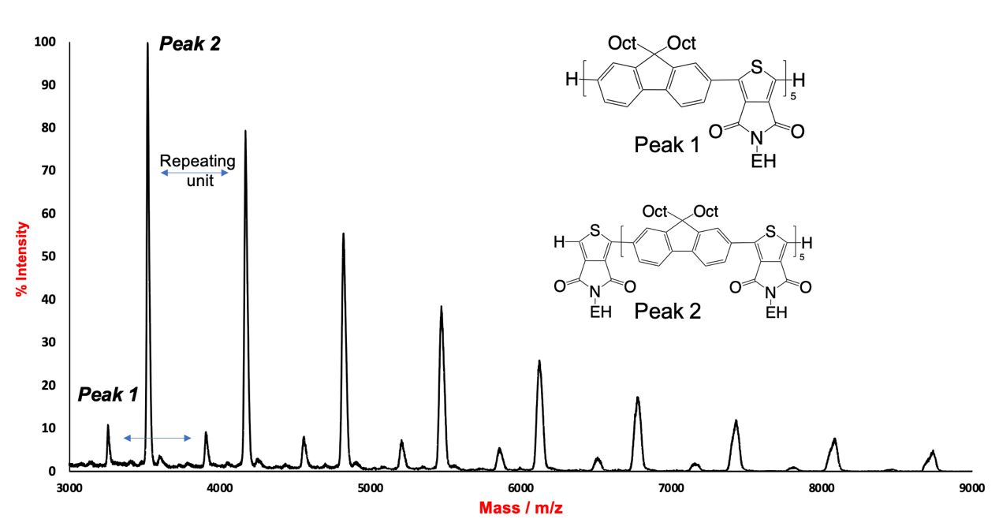 100
90
80
70
60
50
40
30
20
10
0
% Intensity
Peak 2
Repeating
unit
Peak 1
3000 4000 5000 6000 7000 8000 9000
Mass / m/z
Oct Oct
H S H
5
O N O
EH
Peak 1
Oct Oct
H S S H
5
O N O O N O
EH EH
Peak 2